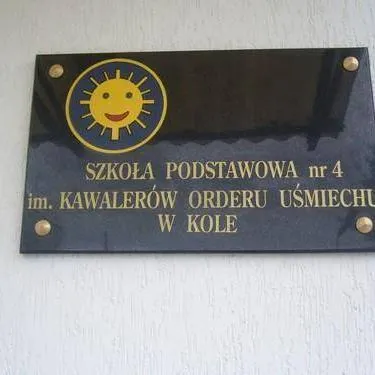 SZKOŁA PODSTAWOWA nr 4
im. KAWALERÓW ORDERU UŚMIECHU
W KOLE